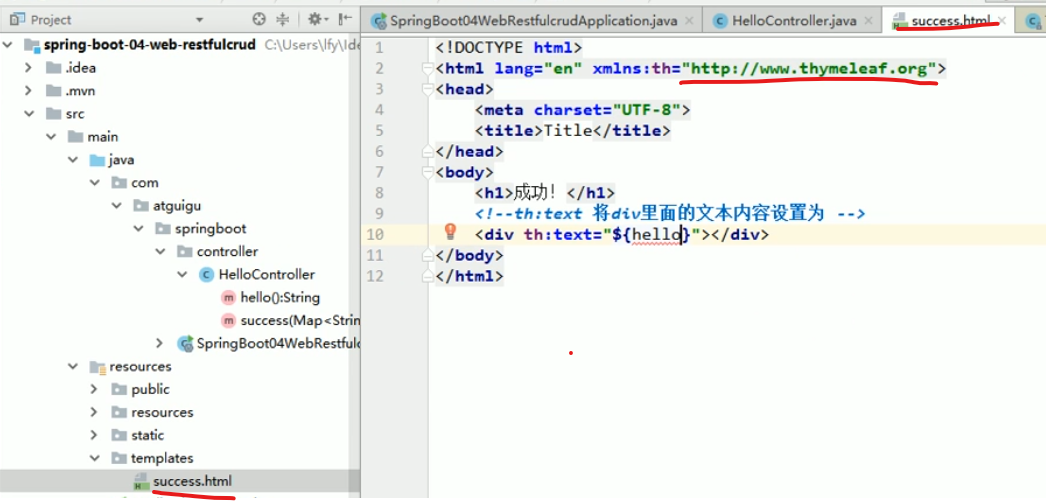 Project
SpringBoot04WebRestfulcrudApplication.java
HelloController.java
success.html
spring-boot-04-web-restfulcrud C:\Users\lfy\Ide
.idea
.mvn
src
main
java
com
atguigu
springboot
controller
HelloController
hello():String
success(Map<Strin
SpringBoot04WebRestfulc
resources
public
resources
static
templates
success.html
1 <!DOCTYPE html>
2 <html lang="en" xmlns:th="http://www.thymeleaf.org">
3 <head>
4 <meta charset="UTF-8">
5 <title>Title</title>
6 </head>
7 <body>
8 <h1>成功！</h1>
9 <!--th:text 将div里面的文本内容设置为 -->
10 <div th:text="${hello}"></div>
11 </body>
12 </html>